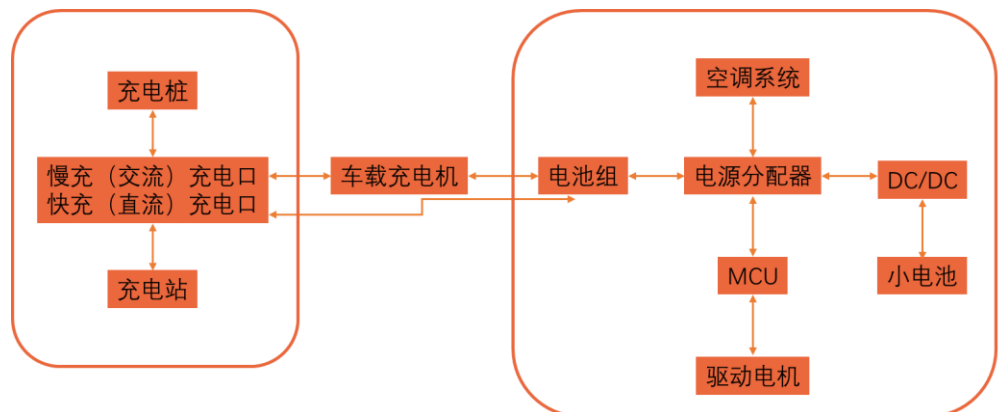 充电桩
慢充（交流）充电口
快充（直流）充电口
充电站
车载充电机
电池组
空调系统
电源分配器
DC/DC
MCU
小电池
驱动电机